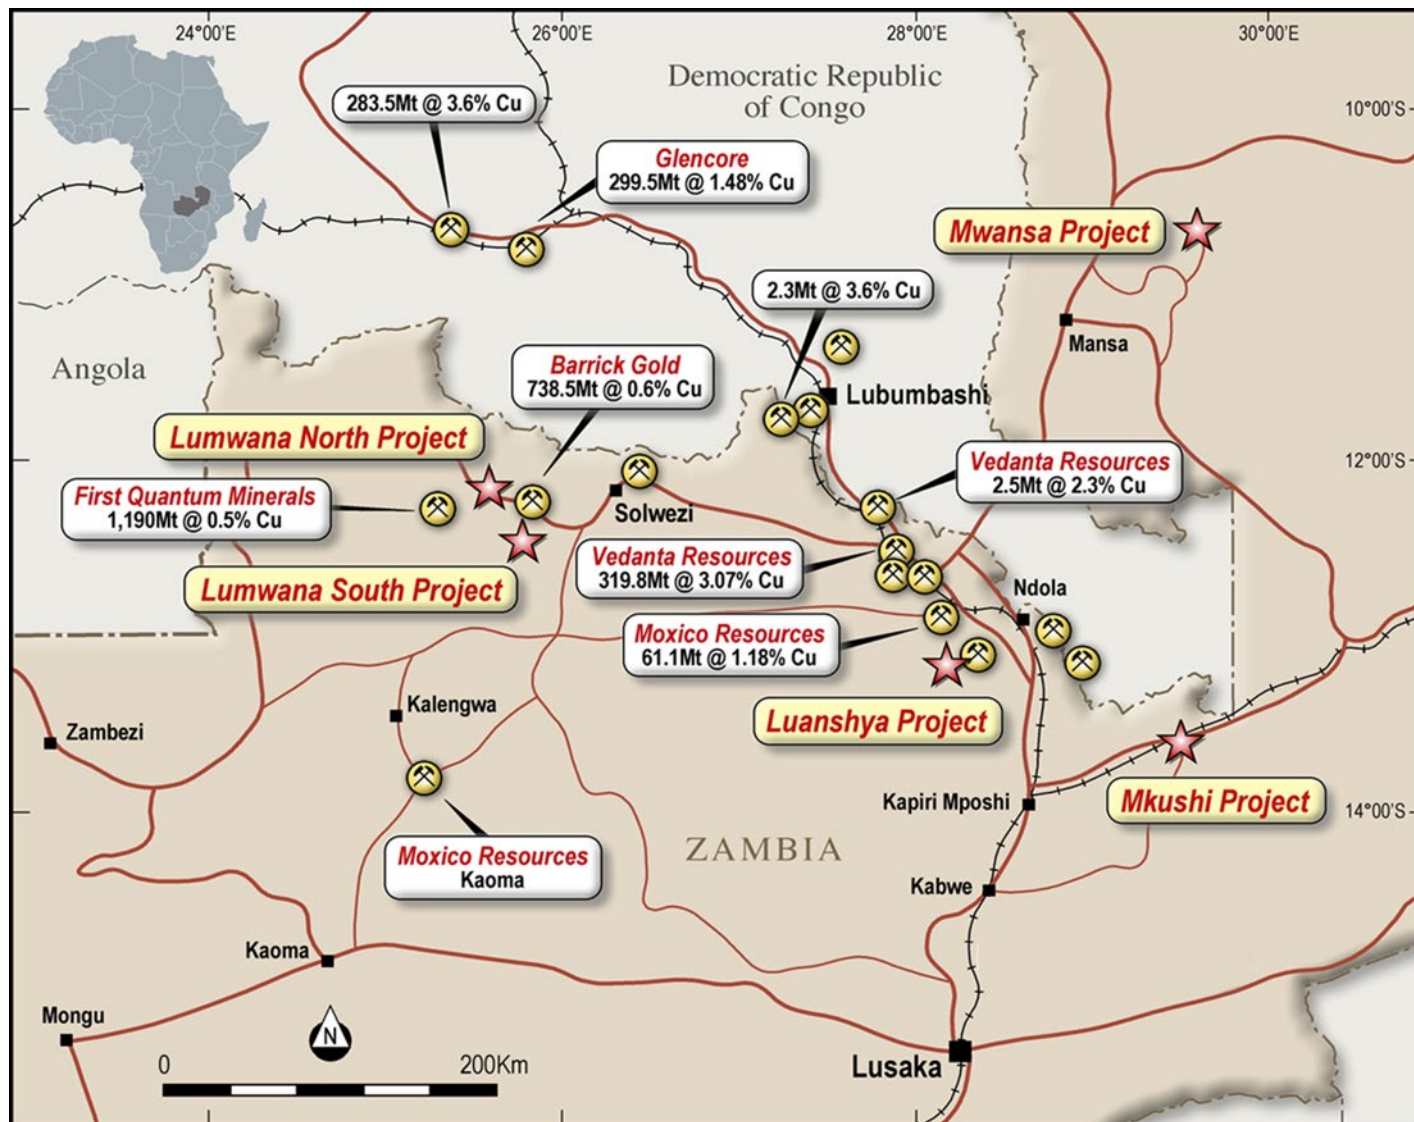 24°00'E
26°00'E
28°00'E
30°00'E
Democratic Republic
of Congo
10°00'S
283.5Mt @ 3.6% Cu
Glencore
299.5Mt @ 1.48% Cu
Mwansa Project
2.3Mt @ 3.6% Cu
Mansa
Angola
Barrick Gold
738.5Mt @ 0.6% Cu
Lubumbashi
Lumwana North Project
12°00'S
Vedanta Resources
2.5Mt @ 2.3% Cu
First Quantum Minerals
1,190Mt @ 0.5% Cu
Solwezi
Vedanta Resources
319.8Mt @ 3.07% Cu
Lumwana South Project
Ndola
Moxico Resources
61.1Mt @ 1.18% Cu
Kalengwa
Luanshya Project
Zambezi
Kapiri Mposhi
Mkushi Project
14°00'S
ZAMBIA
Moxico Resources
Kaoma
Kabwe
Kaoma
Mongu
N
0
200Km
Lusaka